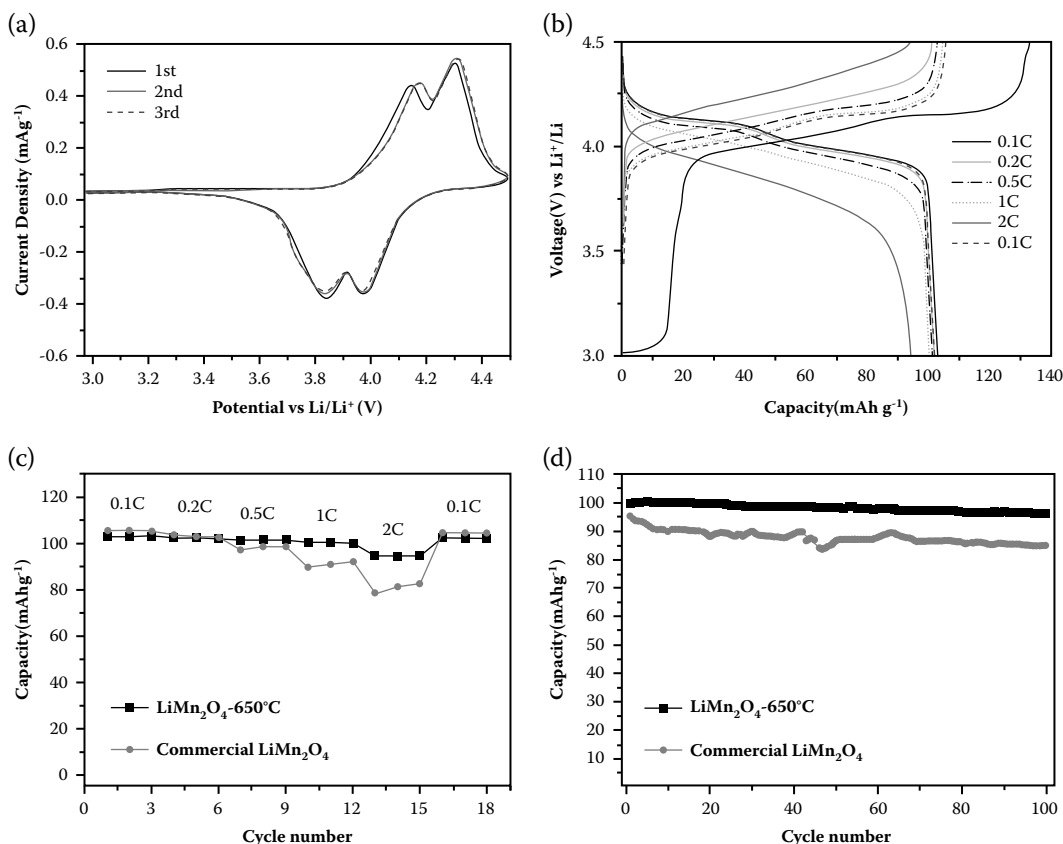 (a)
0.6
0.4
0.2
0.0
-0.2
-0.4
-0.6
Current Density (mAg⁻¹)
1st
2nd
3rd
3.0 3.2 3.4 3.6 3.8 4.0 4.2 4.4
Potential vs Li/Li⁺ (V)
(b)
4.5
4.0
3.5
3.0
Voltage(V) vs Li⁺/Li
0.1C
0.2C
0.5C
1C
2C
0.1C
0 20 40 60 80 100 120 140
Capacity(mAh g⁻¹)
(c)
120
100
80
60
40
20
0
Capacity(mAhg⁻¹)
0.1C 0.2C 0.5C 1C 2C 0.1C
LiMn₂O₄-650°C
Commercial LiMn₂O₄
0 3 6 9 12 15 18
Cycle number
(d)
110
100
90
80
70
60
50
40
30
20
10
Capacity(mAhg⁻¹)
LiMn₂O₄-650°C
Commercial LiMn₂O₄
0 20 40 60 80 100
Cycle number